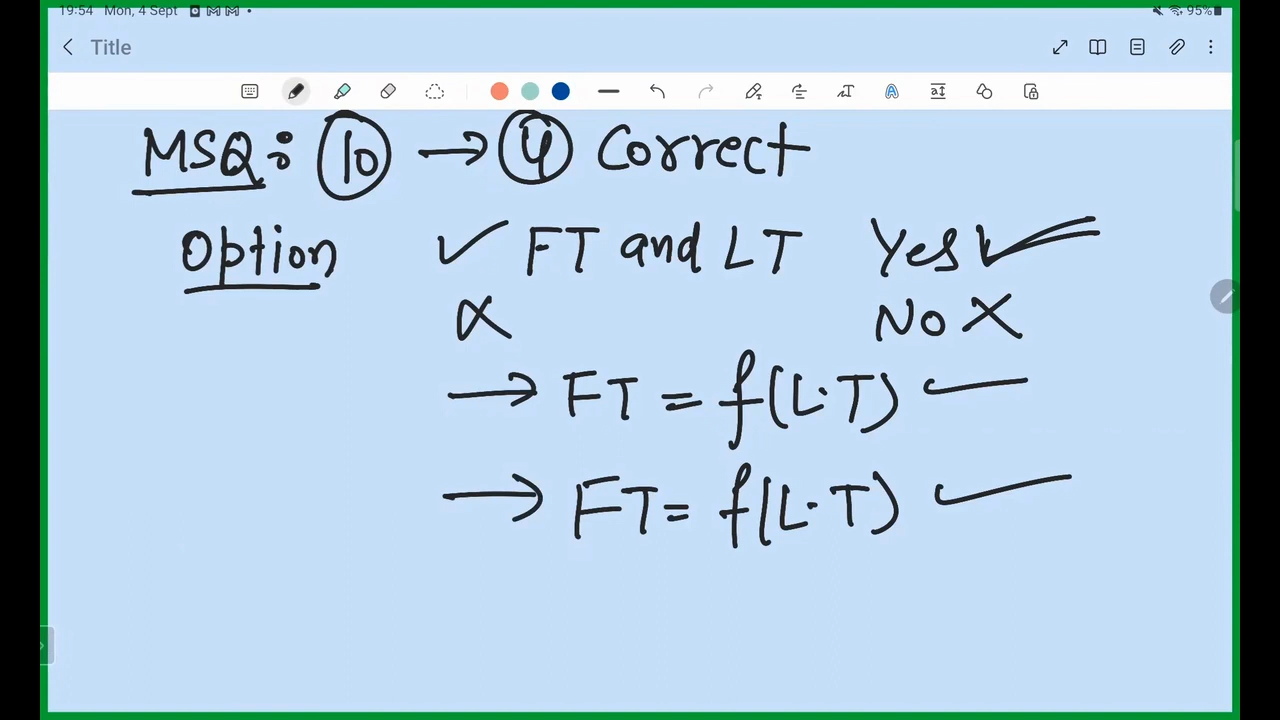 19:54 Mon, 4 Sept 95%
Title
MSQ: 10 → 4 Correct
Option ✓ FT and LT Yes ✓
X No X
→ FT = f(L.T) ✓
→ FT = f(L.T) ✓